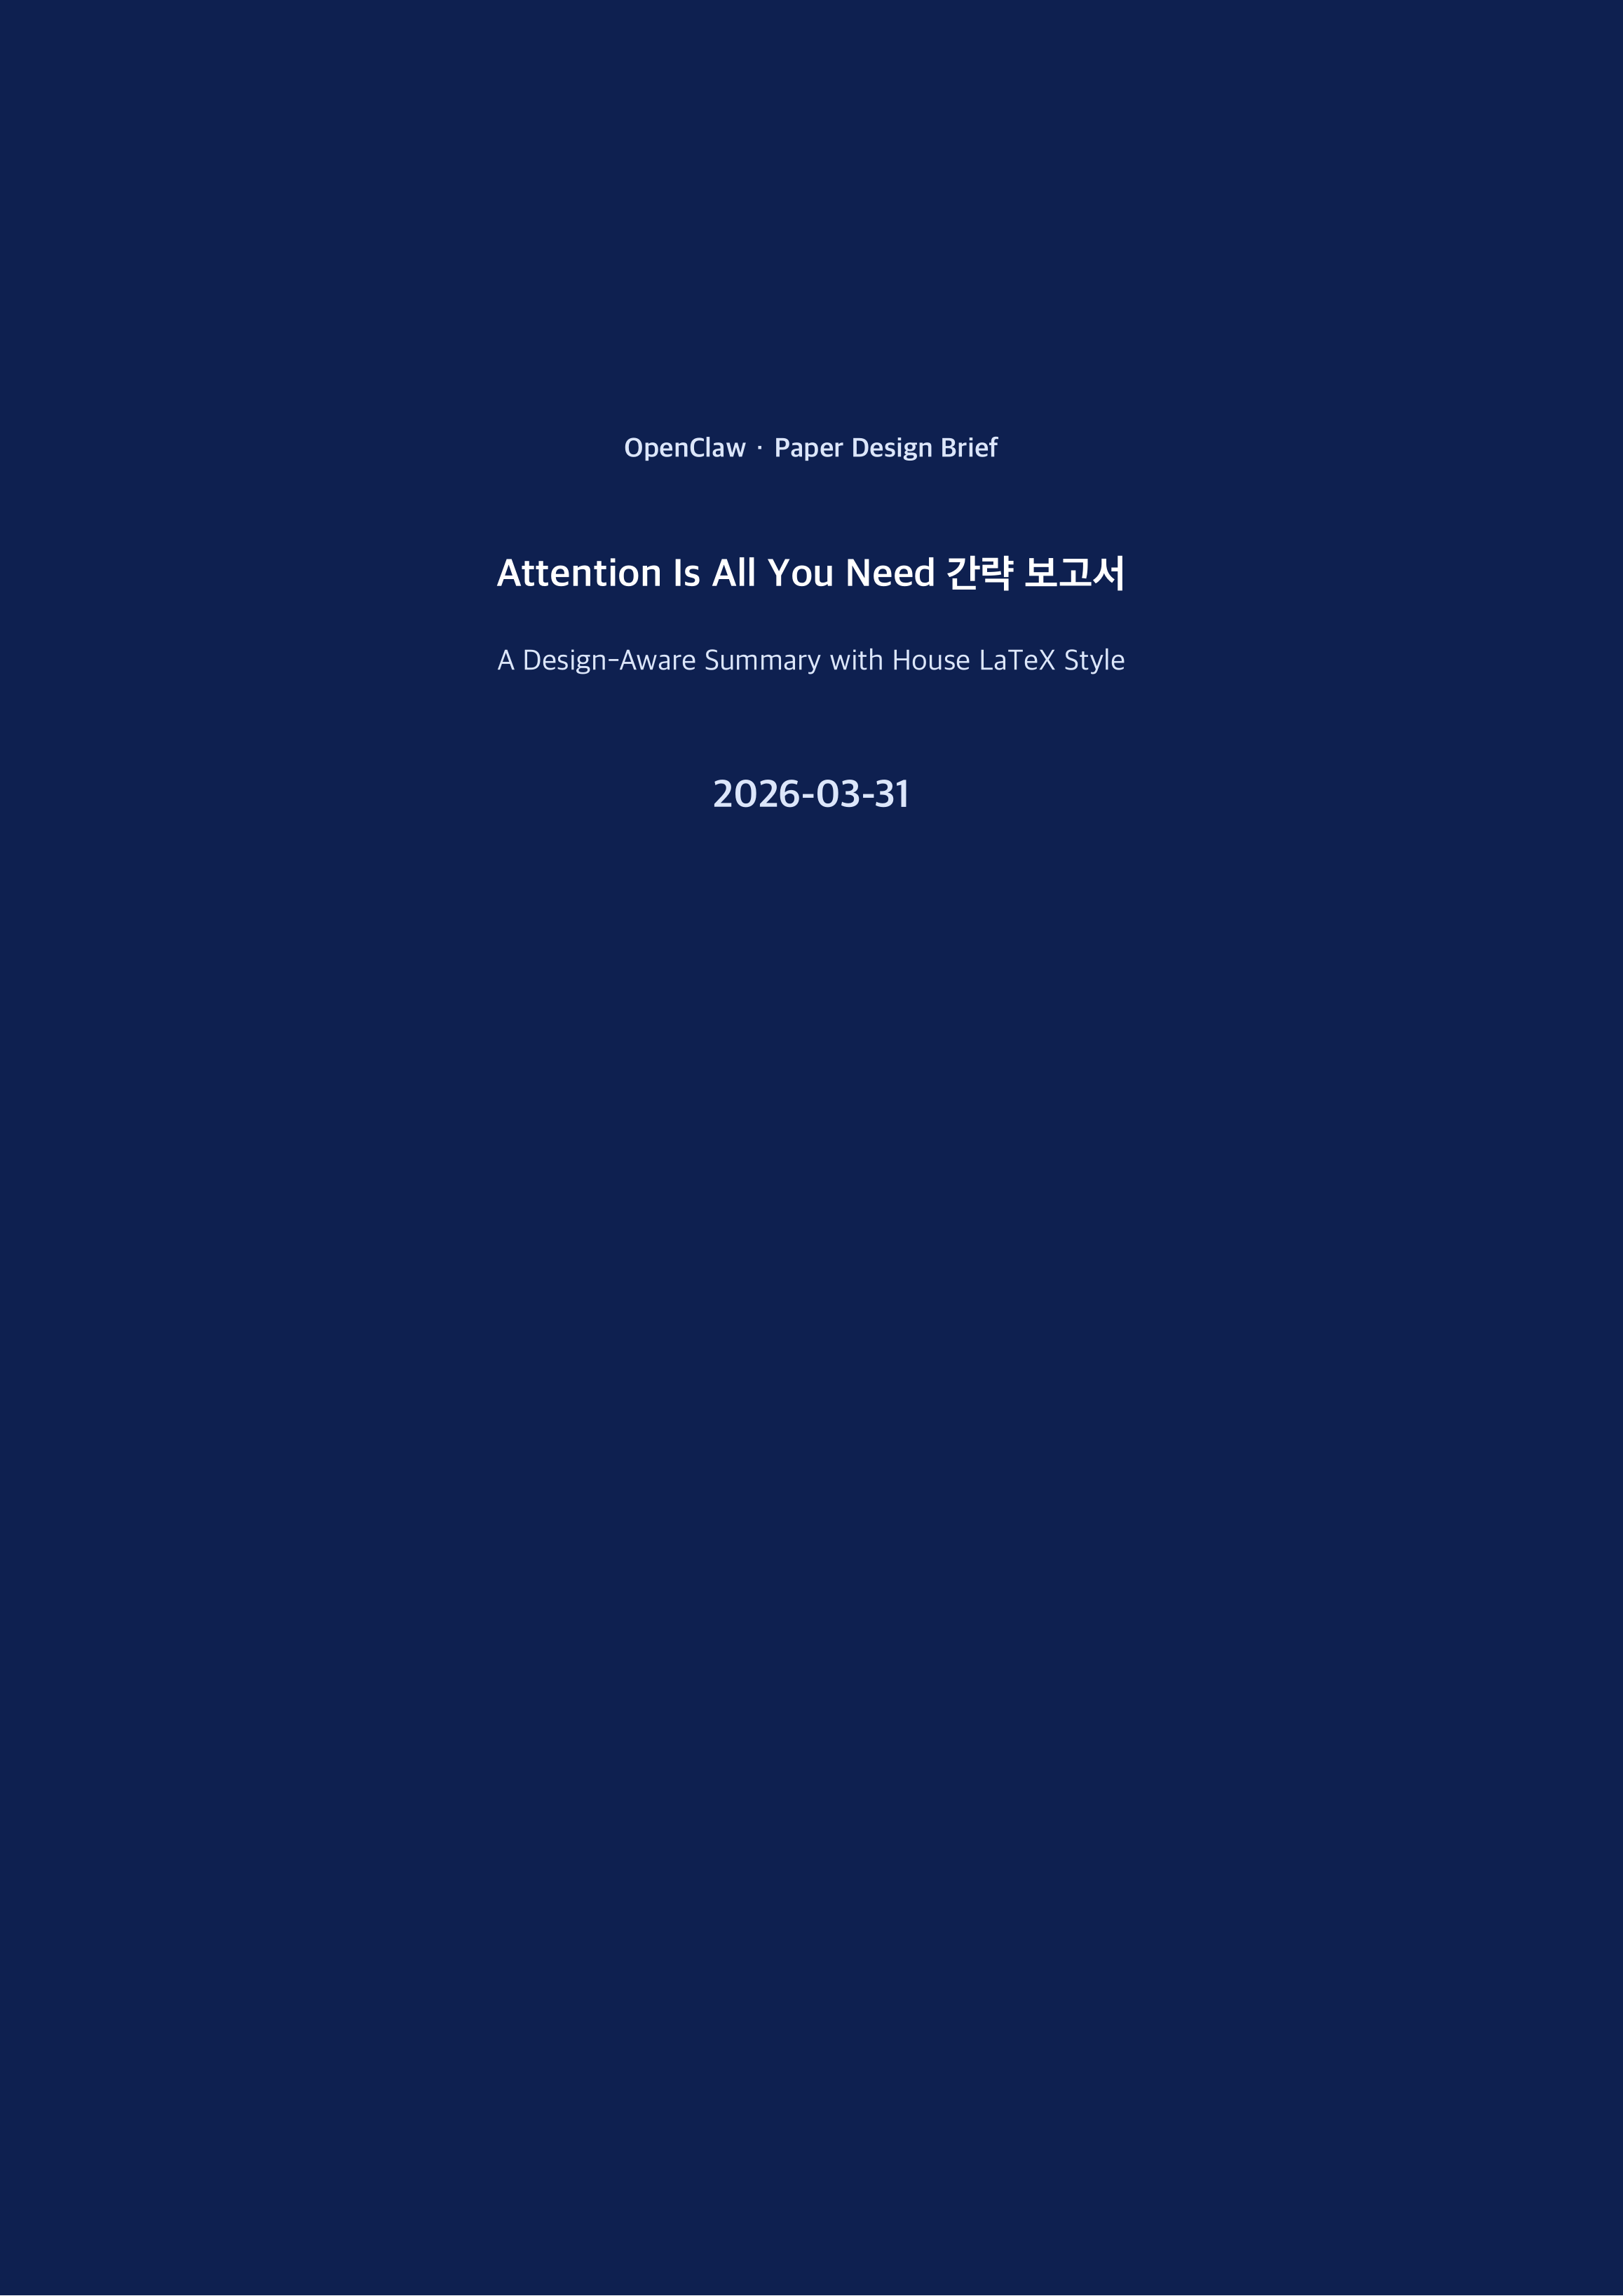 OpenClaw · Paper Design Brief
Attention Is All You Need 간략 보고서
A Design-Aware Summary with House LaTeX Style
2026-03-31